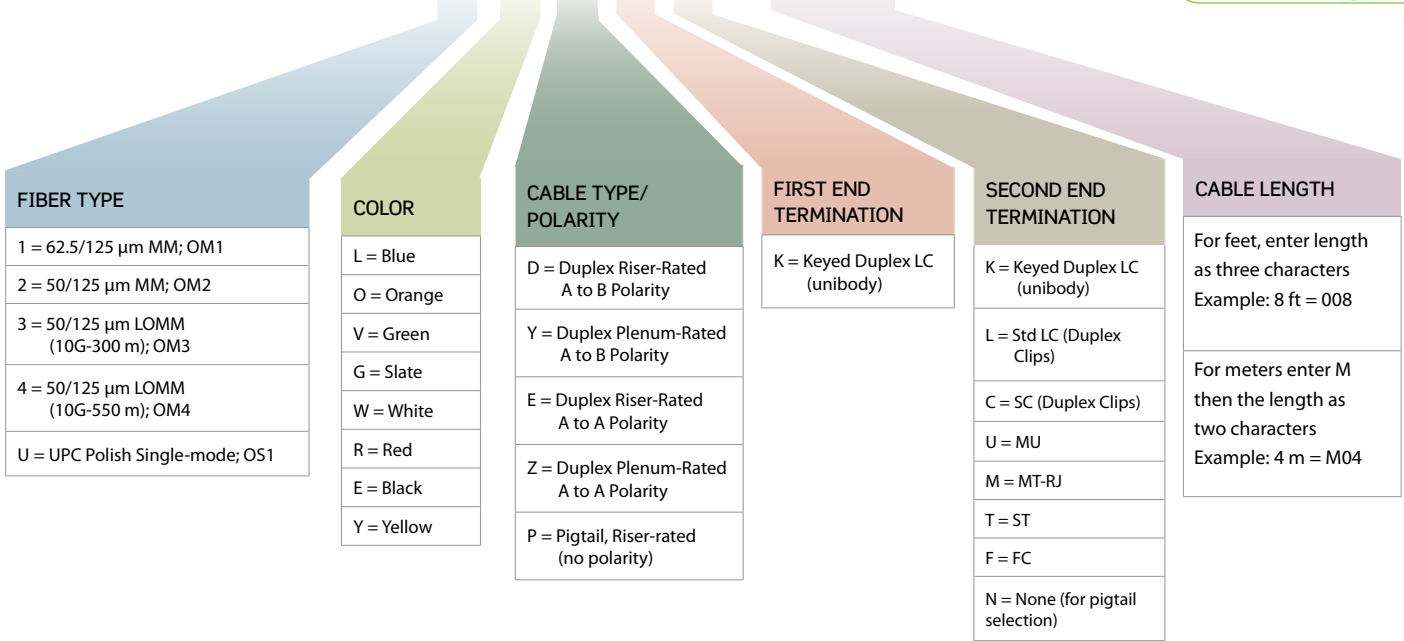 FIBER TYPE
1 = 62.5/125 µm MM; OM1
2 = 50/125 µm MM; OM2
3 = 50/125 µm LOMM
(10G-300 m); OM3
4 = 50/125 µm LOMM
(10G-550 m); OM4
U = UPC Polish Single-mode; OS1
COLOR
L = Blue
O = Orange
V = Green
G = Slate
W = White
R = Red
E = Black
Y = Yellow
CABLE TYPE/
POLARITY
D = Duplex Riser-Rated
A to B Polarity
Y = Duplex Plenum-Rated
A to B Polarity
E = Duplex Riser-Rated
A to A Polarity
Z = Duplex Plenum-Rated
A to A Polarity
P = Pigtail, Riser-rated
(no polarity)
FIRST END
TERMINATION
K = Keyed Duplex LC
(unibody)
SECOND END
TERMINATION
K = Keyed Duplex LC
(unibody)
L = Std LC (Duplex
Clips)
C = SC (Duplex Clips)
U = MU
M = MT-RJ
T = ST
F = FC
N = None (for pigtail
selection)
CABLE LENGTH
For feet, enter length
as three characters
Example: 8 ft = 008
For meters enter M
then the length as
two characters
Example: 4 m = M04